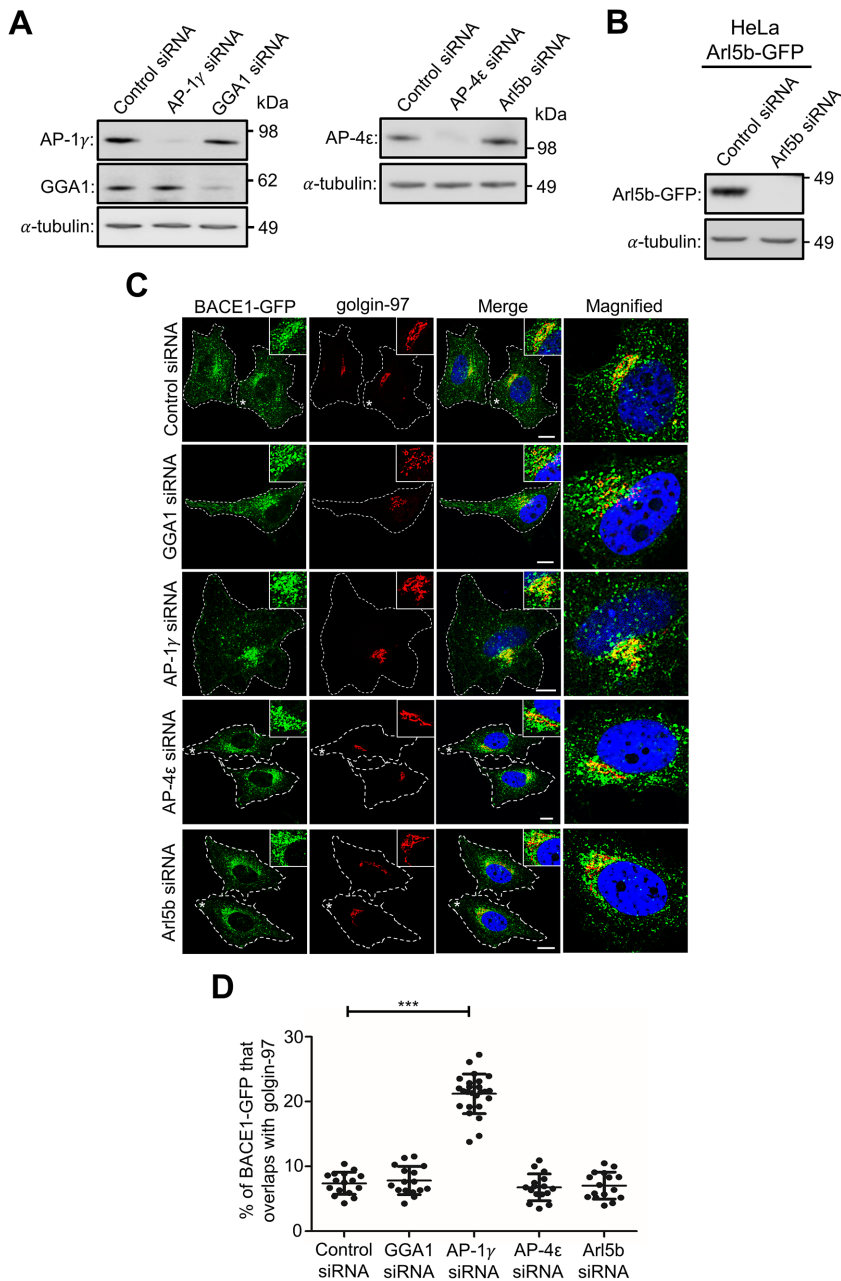 A
Control siRNA
AP-1γ siRNA
GGA1 siRNA
kDa
AP-1γ:
98
GGA1:
62
α-tubulin:
49
Control siRNA
AP-4ε siRNA
Arl5b siRNA
kDa
AP-4ε:
98
α-tubulin:
49
B
HeLa
Arl5b-GFP
Control siRNA
Arl5b siRNA
49
Arl5b-GFP:
α-tubulin:
49
C
BACE1-GFP golgin-97 Merge Magnified
Control siRNA
*
*
*
GGA1 siRNA
AP-1γ siRNA
AP-4ε siRNA
*
*
*
Arl5b siRNA
*
*
*
D
***
% of BACE1-GFP that
overlaps with golgin-97
30
20
10
0
Control
siRNA
GGA1
siRNA
AP-1γ
siRNA
AP-4ε
siRNA
Arl5b
siRNA